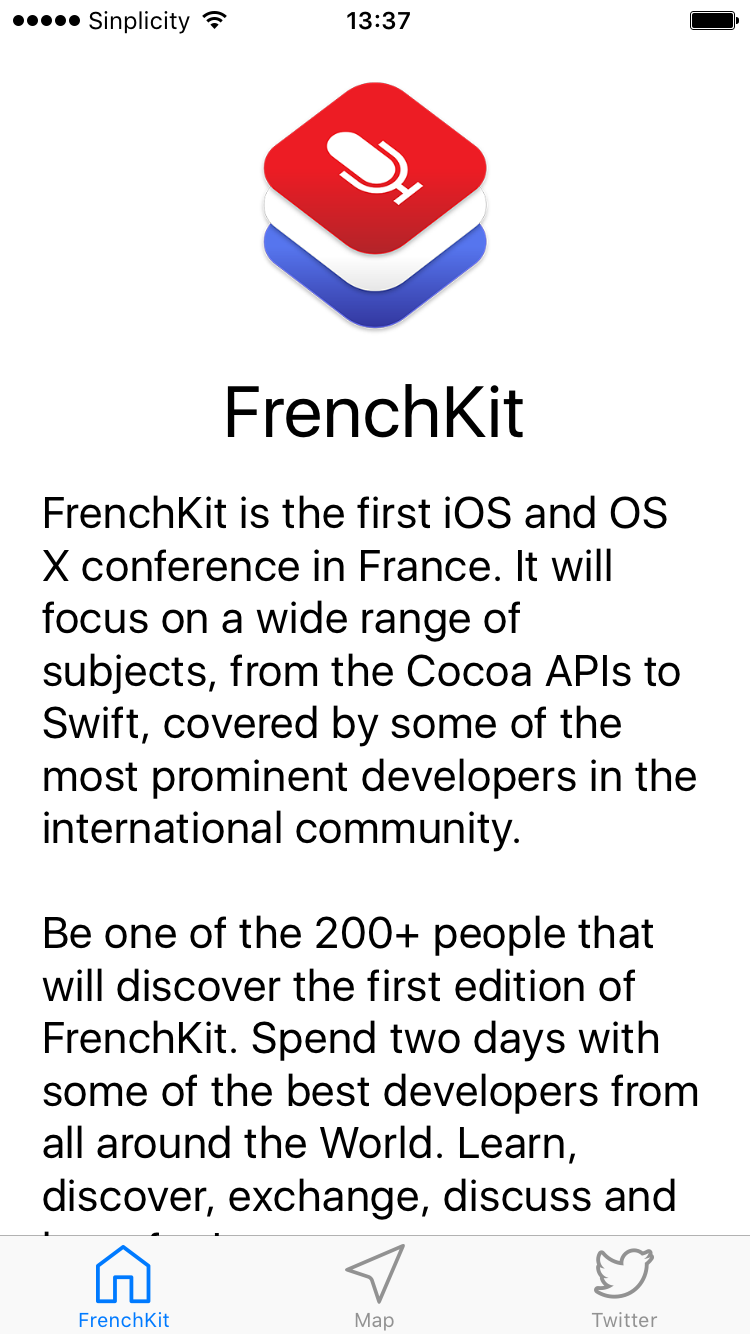 Sinplicity 13:37
FrenchKit
FrenchKit is the first iOS and OS
X conference in France. It will
focus on a wide range of
subjects, from the Cocoa APIs to
Swift, covered by some of the
most prominent developers in the
international community.
Be one of the 200+ people that
will discover the first edition of
FrenchKit. Spend two days with
some of the best developers from
all around the World. Learn,
discover, exchange, discuss and
FrenchKit Map Twitter